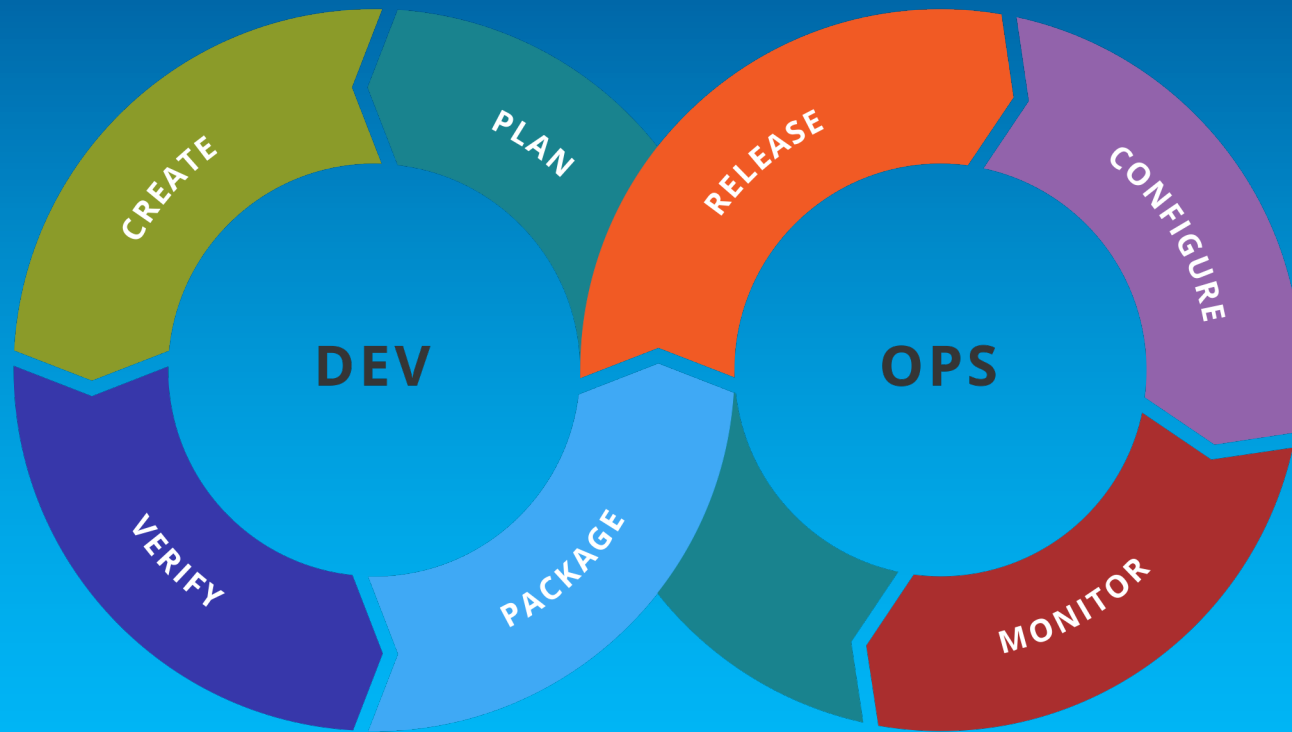 CREATE
PLAN
RELEASE
CONFIGURE
DEV
OPS
VERIFY
PACKAGE
MONITOR